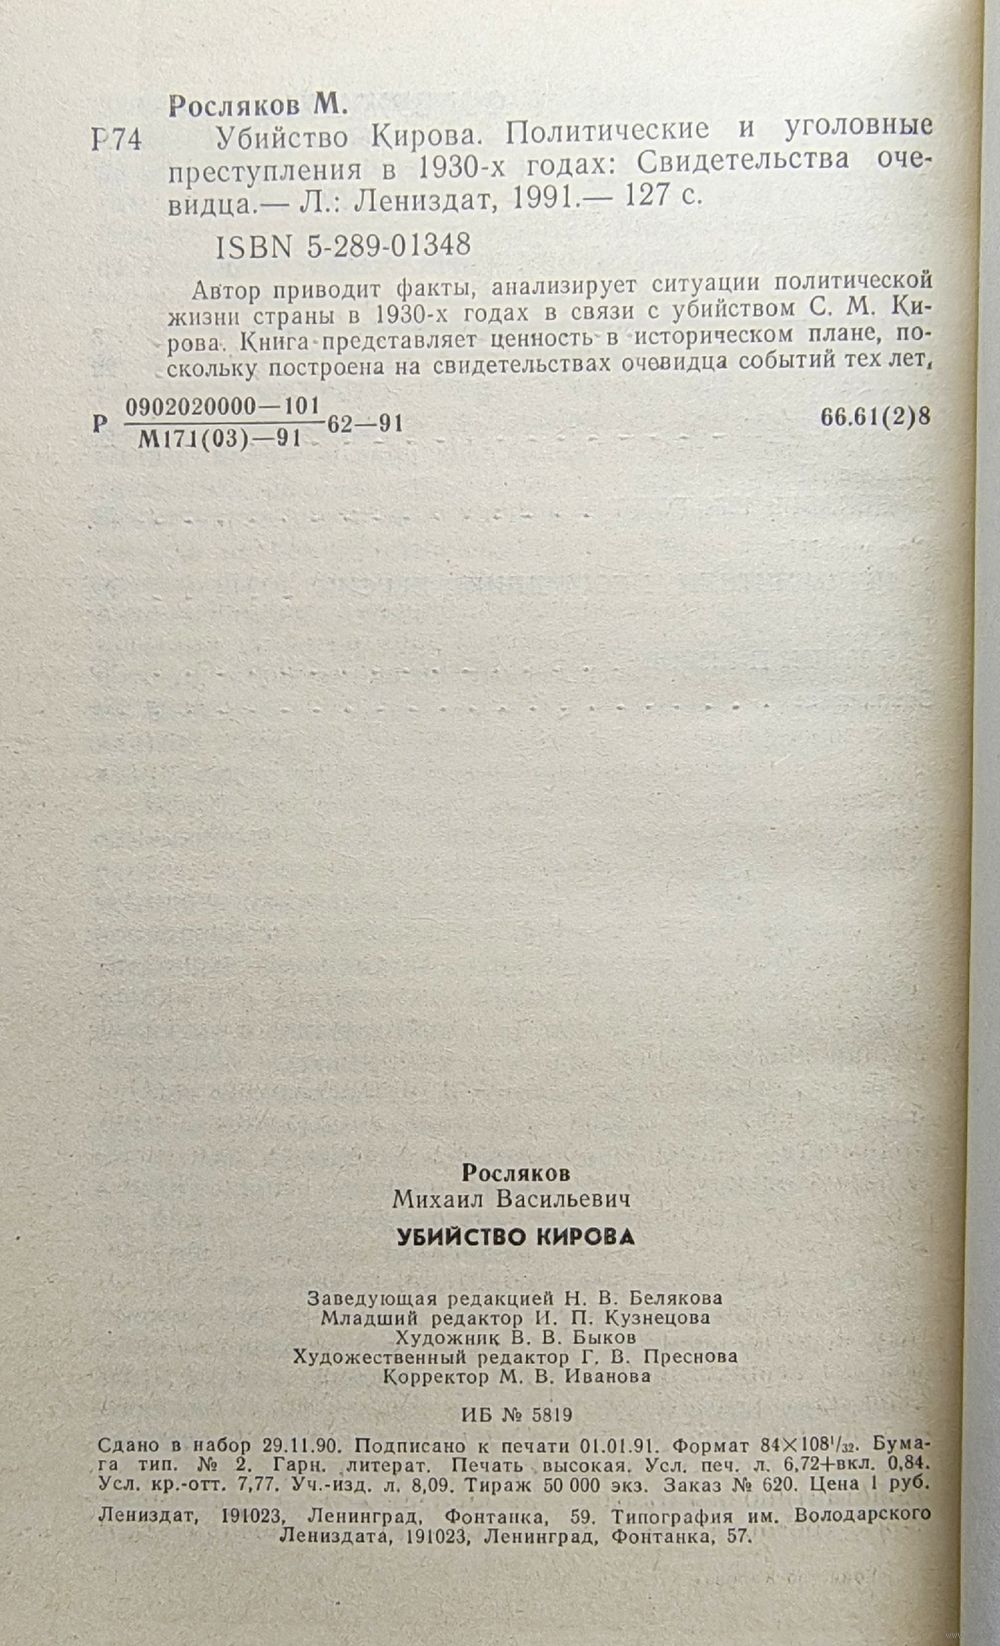 Росляков М.
Р74 Убийство Кирова. Политические и уголовные
преступления в 1930-х годах: Свидетельства оче-
видца.— Л.: Лениздат, 1991.— 127 с.
ISBN 5-289-01348
Автор приводит факты, анализирует ситуации политической
жизни страны в 1930-х годах в связи с убийством С. М. Ки-
рова. Книга представляет ценность в историческом плане, по-
скольку построена на свидетельствах очевидца событий тех лет,
0902020000—101
Р 62—91 66.61(2)8
М171(03)—91
Росляков
Михаил Васильевич
УБИЙСТВО КИРОВА
Заведующая редакцией Н. В. Белякова
Младший редактор И. П. Кузнецова
Художник В. В. Быков
Художественный редактор Г. В. Преснова
Корректор М. В. Иванова
ИБ № 5819
Сдано в набор 29.11.90. Подписано к печати 01.01.91. Формат 84×108¹/₃₂. Бума-
га тип. № 2. Гарн. литерат. Печать высокая. Усл. печ. л. 6,72+вкл. 0,84.
Усл. кр.-отт. 7,77. Уч.-изд. л. 8,09. Тираж 50 000 экз. Заказ № 620. Цена 1 руб.
Лениздат, 191023, Ленинград, Фонтанка, 59. Типография им. Володарского
Лениздата, 191023, Ленинград, Фонтанка, 57.